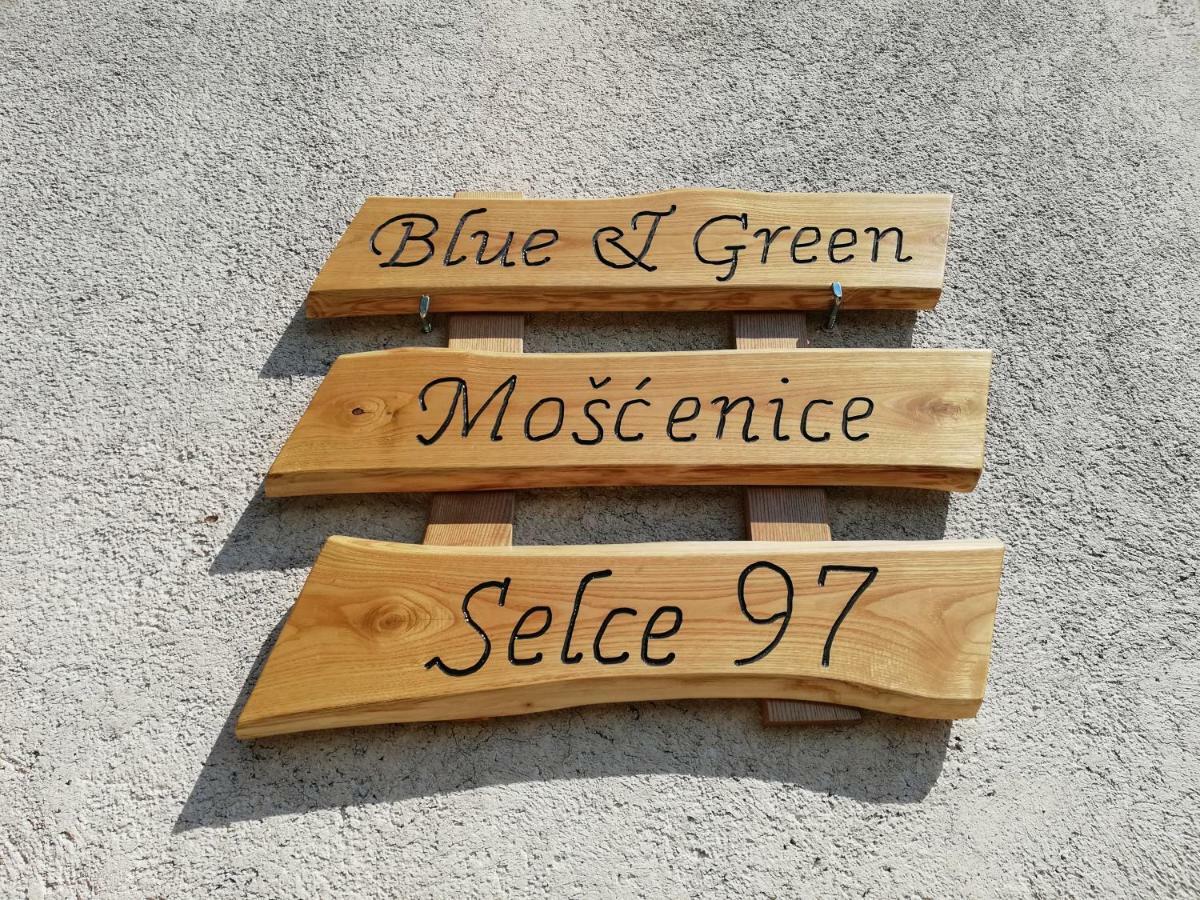 Blue & Green
Mošćenice
Selce 97